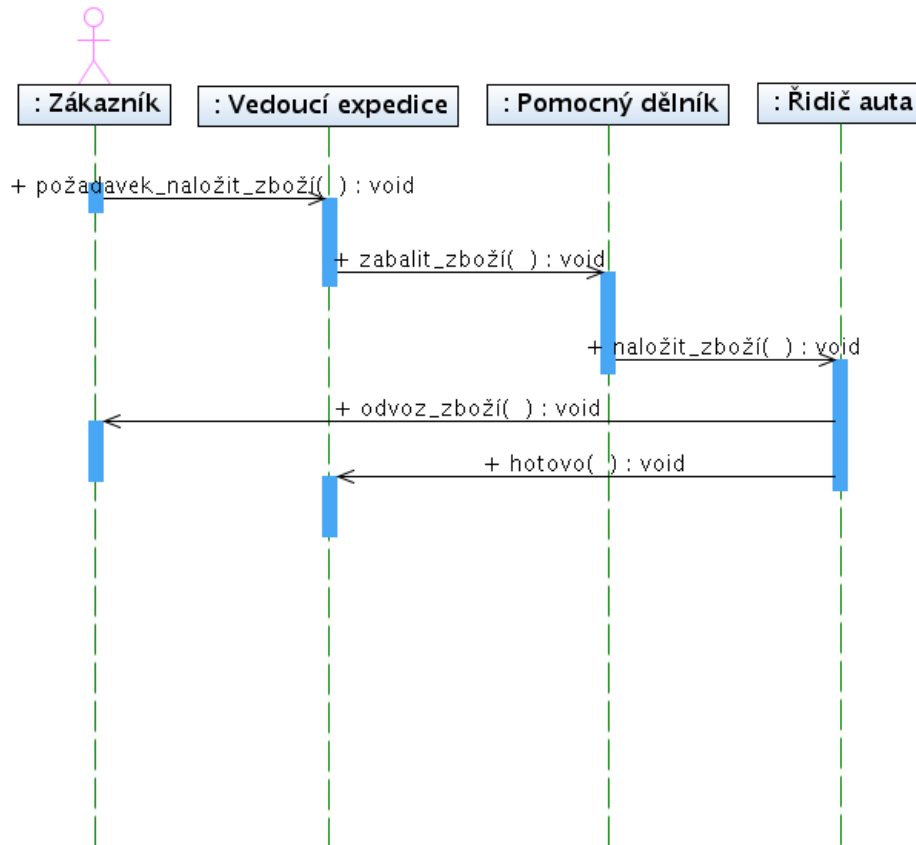 : Zákazník
: Vedoucí expedice
: Pomocný dělník
: Řidič auta
+ požadavek_naložit_zboží( ) : void
+ zabalit_zboží( ) : void
+ naložit_zboží( ) : void
+ odvoz_zboží( ) : void
+ hotovo( ) : void